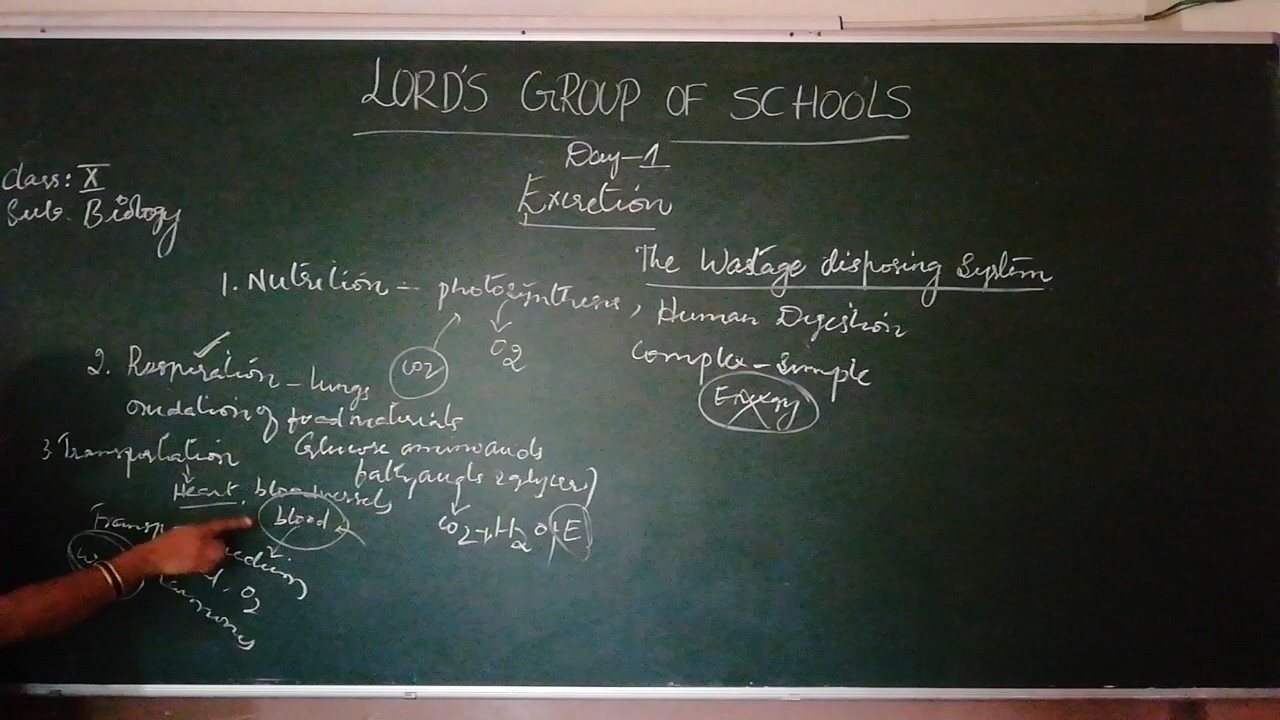 LORD'S GROUP OF SCHOOLS
Day-1
Excretion
Class: X
Sub: Biology
The Wastage disposing System
1. Nutrition - photosynthesis, Human Digestion
CO2 O2
Complex - Simple
Energy
2. Respiration - lungs
oxidation of food materials
3. Transportation
Glucose aminoacids
fattyacids & glycerol)
Heart, bloodvessels
blood
CO2 + H2O + E
O2